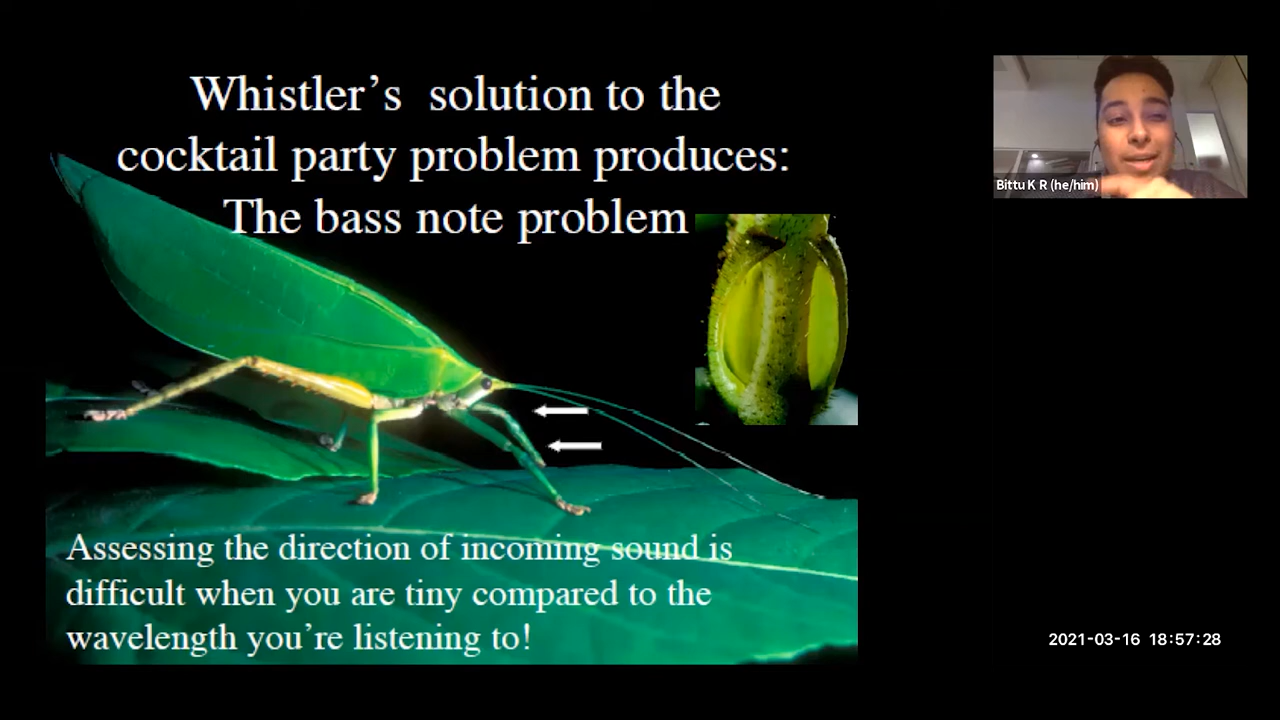 Whistler’s solution to the
cocktail party problem produces:
The bass note problem
Bittu K R (he/him)
Assessing the direction of incoming sound is
difficult when you are tiny compared to the
wavelength you’re listening to!
2021-03-16 18:57:28